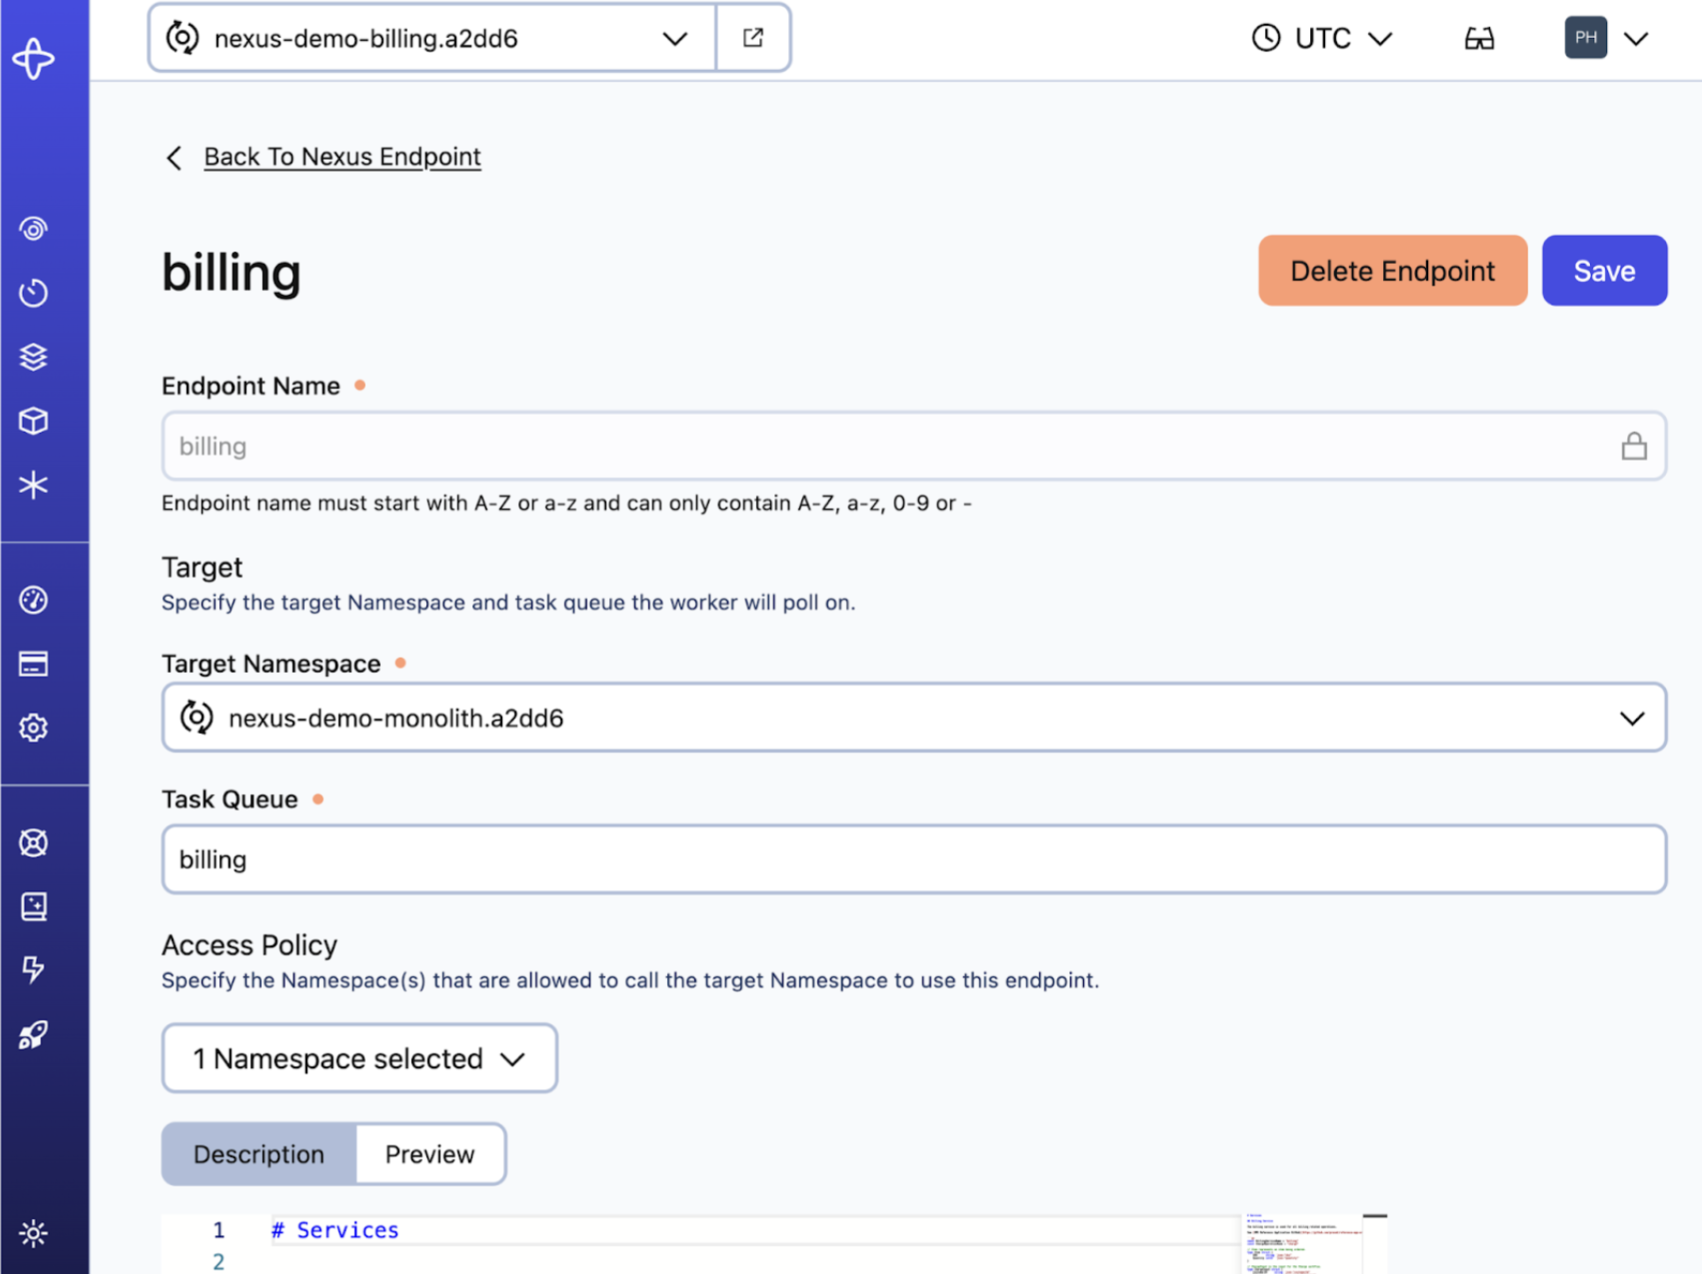 nexus-demo-billing.a2dd6
UTC
PH
Back To Nexus Endpoint
billing
Delete Endpoint
Save
Endpoint Name
billing
Endpoint name must start with A-Z or a-z and can only contain A-Z, a-z, 0-9 or -
Target
Specify the target Namespace and task queue the worker will poll on.
Target Namespace
nexus-demo-monolith.a2dd6
Task Queue
billing
Access Policy
Specify the Namespace(s) that are allowed to call the target Namespace to use this endpoint.
1 Namespace selected
Description
Preview
1 # Services
2